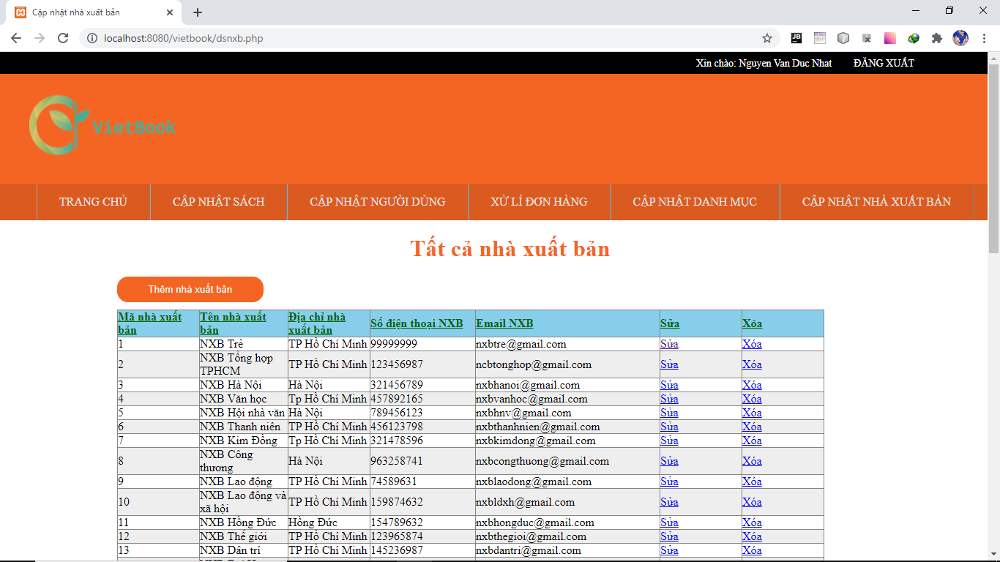 Cập nhật nhà xuất bản
localhost:8080/vietbook/dsnxb.php
Xin chào: Nguyen Van Duc Nhat ĐĂNG XUẤT
VietBook
TRANG CHỦ CẬP NHẬT SÁCH CẬP NHẬT NGƯỜI DÙNG XỬ LÍ ĐƠN HÀNG CẬP NHẬT DANH MỤC CẬP NHẬT NHÀ XUẤT BẢN
Tất cả nhà xuất bản
Thêm nhà xuất bản
Mã nhà xuất bản Tên nhà xuất bản Địa chỉ nhà xuất bản Số điện thoại NXB Email NXB Sửa Xóa
1 NXB Trẻ TP Hồ Chí Minh 99999999 nxbtre@gmail.com Sửa Xóa
2 NXB Tổng hợp TPHCM TP Hồ Chí Minh 123456987 ncbtonghop@gmail.com Sửa Xóa
3 NXB Hà Nội Hà Nội 321456789 nxbhanoi@gmail.com Sửa Xóa
4 NXB Văn học Tp Hồ Chí Minh 457892165 nxbvanhoc@gmail.com Sửa Xóa
5 NXB Hội nhà văn Hà Nội 789456123 nxbhnv@gmail.com Sửa Xóa
6 NXB Thanh niên TP Hồ Chí Minh 456123798 nxbthanhnien@gmail.com Sửa Xóa
7 NXB Kim Đồng Tp Hồ Chí Minh 321478596 nxbkimdong@gmail.com Sửa Xóa
8 NXB Công thương Hà Nội 963258741 nxbcongthuong@gmail.com Sửa Xóa
9 NXB Lao động TP Hồ Chí Minh 74589631 nxblaodong@gmail.com Sửa Xóa
10 NXB Lao động và xã hội TP Hồ Chí Minh 159874632 nxbldxh@gmail.com Sửa Xóa
11 NXB Hồng Đức Hồng Đức 154789632 nxbhongduc@gmail.com Sửa Xóa
12 NXB Thế giới TP Hồ Chí Minh 123965874 nxbthegioi@gmail.com Sửa Xóa
13 NXB Dân trí TP Hồ Chí Minh 145236987 nxbdantri@gmail.com Sửa Xóa